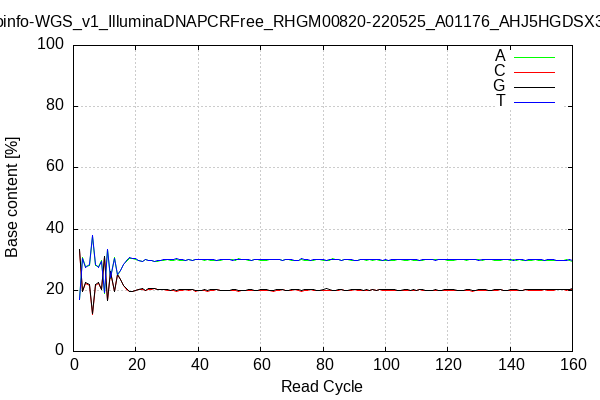 pinfo-WGS_v1_IlluminaDNAPCRFree_RHGM00820-220525_A01176_AHJ5HGDSX3
100
80
60
40
20
0
Base content [%]
A
C
G
T
0 20 40 60 80 100 120 140 160
Read Cycle